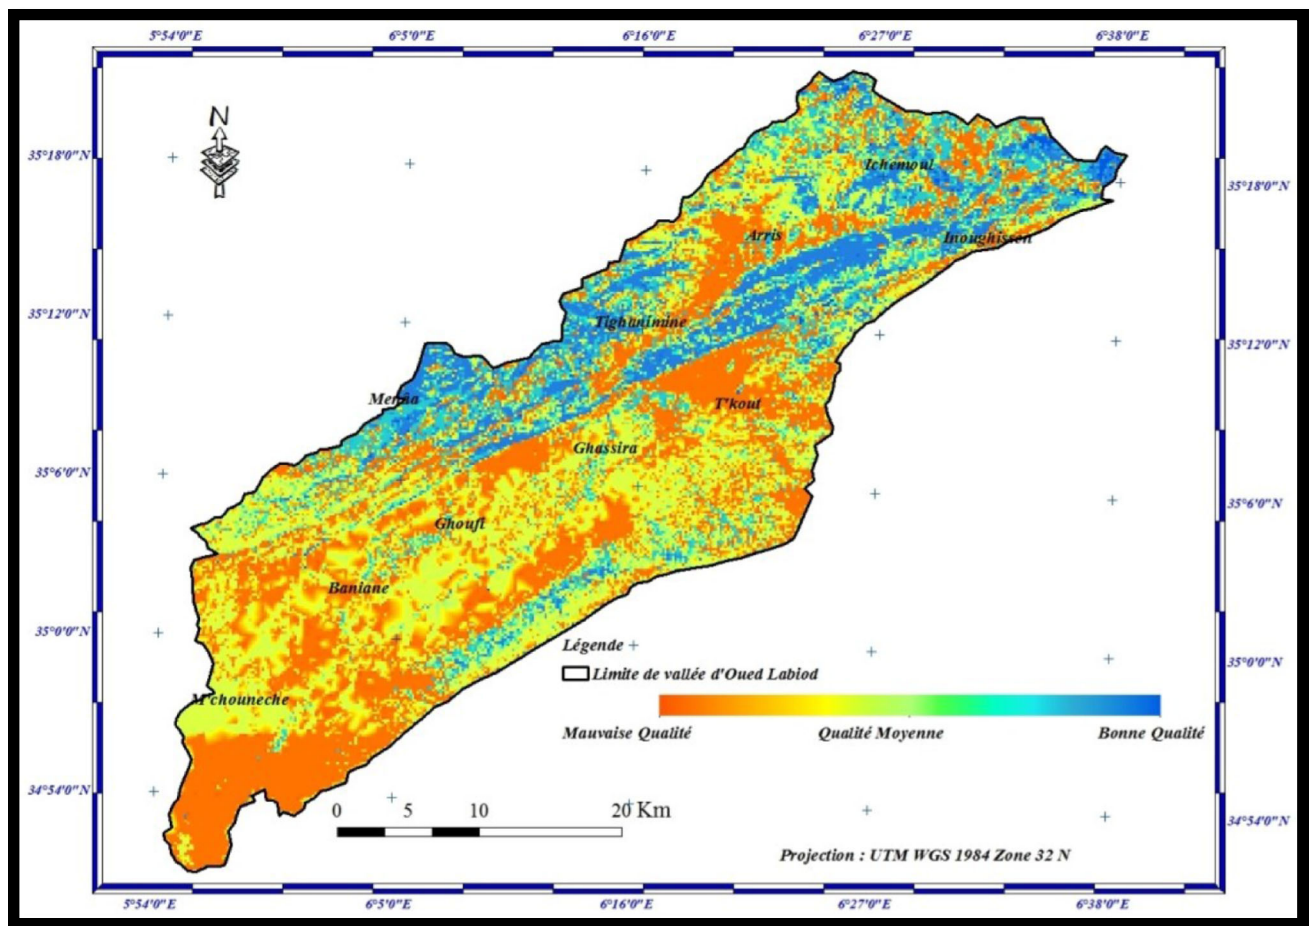 5°54'0"E 6°5'0"E 6°16'0"E 6°27'0"E 6°38'0"E
N
35°18'0"N
35°18'0"N
Ichemoul
Arris
Inoughissen
35°12'0"N
Tighanimine
35°12'0"N
Menâa
T'kout
Ghassira
35°6'0"N
35°6'0"N
Ghoufi
Baniane
35°0'0"N
Légende
35°0'0"N
Limite de vallée d'Oued Labiod
M'chouneche
Mauvaise Qualité Qualité Moyenne Bonne Qualité
34°54'0"N
0 5 10 20 Km
34°54'0"N
Projection : UTM WGS 1984 Zone 32 N
5°54'0"E 6°5'0"E 6°16'0"E 6°27'0"E 6°38'0"E